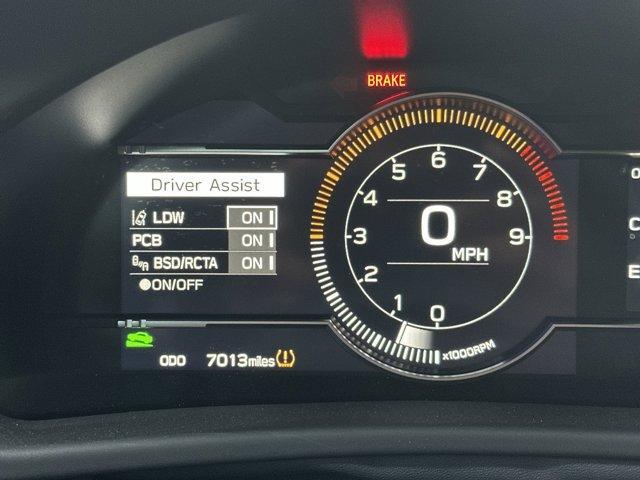 BRAKE
Driver Assist
LDW ON
PCB ON
BSD/RCTA ON
ON/OFF
ODO 7013miles
0
MPH
0 1 2 3 4 5 6 7 8 9
x1000RPM
C
E